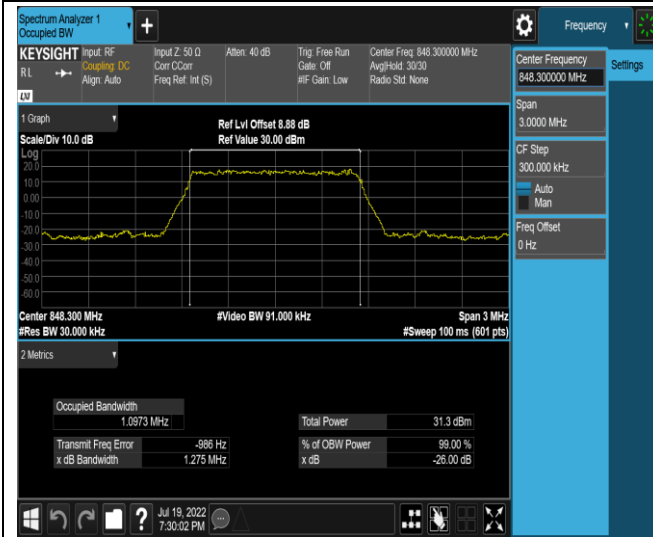 Spectrum Analyzer 1
Occupied BW
+
Frequency
KEYSIGHT Input: RF Input Z: 50 Ω Atten: 40 dB Trig: Free Run Center Freq: 848.300000 MHz
R L Coupling: DC Corr CCorr Gate: Off Avg|Hold: 30/30
Align: Auto Freq Ref: Int (S) #IF Gain: Low Radio Std: None
LXI
Center Frequency
848.300000 MHz
Settings
Span
3.0000 MHz
CF Step
300.000 kHz
Auto
Man
Freq Offset
0 Hz
1 Graph
Ref Lvl Offset 8.88 dB
Scale/Div 10.0 dB Ref Value 30.00 dBm
Log
20.0
10.0
0.00
-10.0
-20.0
-30.0
-40.0
-50.0
-60.0
Center 848.300 MHz #Video BW 91.000 kHz Span 3 MHz
#Res BW 30.000 kHz #Sweep 100 ms (601 pts)
2 Metrics
Occupied Bandwidth
1.0973 MHz Total Power 31.3 dBm
Transmit Freq Error -986 Hz % of OBW Power 99.00 %
x dB Bandwidth 1.275 MHz x dB -26.00 dB
? Jul 19, 2022
7:30:02 PM